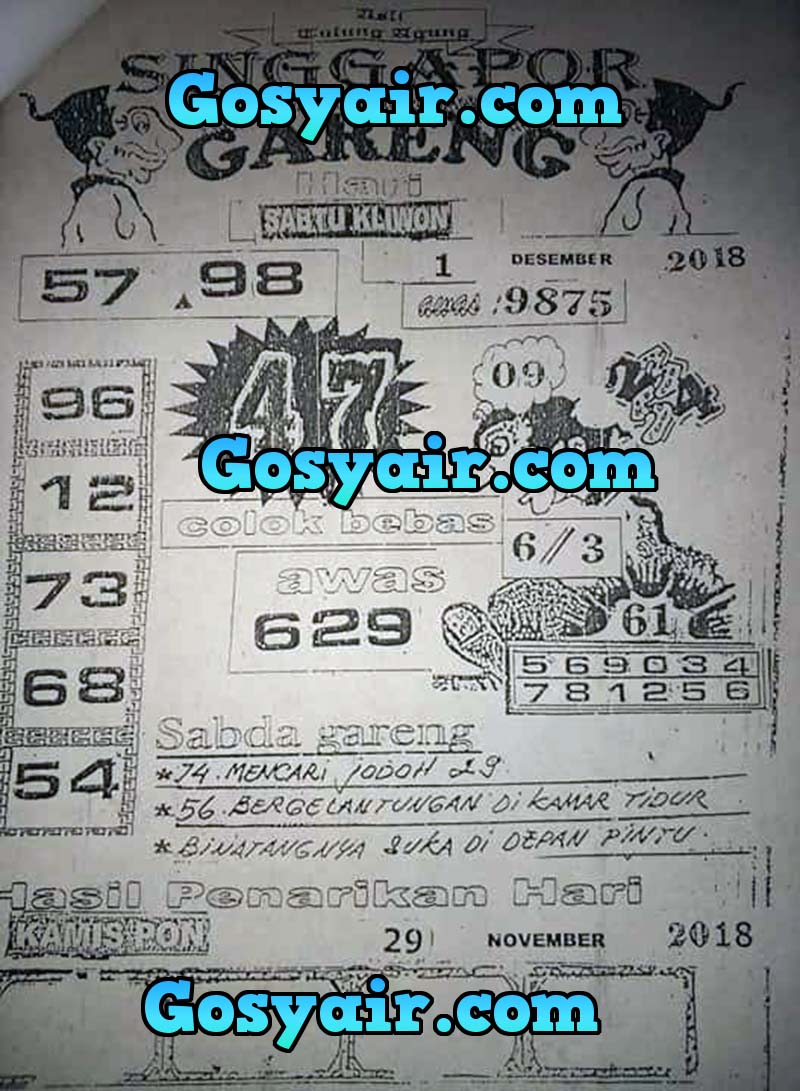 Asli
Tulung Agung
SINGGAPOR
Gosyair.com
GARENG
Hari
SABTU KLIWON
57 98
1 DESEMBER 2018
awas : 9875
96
47
09
12
Gosyair.com
colok bebas
6//3
73
awas
629
61
68
569034
781256
54
Sabda gareng
*74. MENCARI JODOH 29.
*56. BERGELANTUNGAN DI KAMAR TIDUR
*BINATANGNYA SUKA DI DEPAN PINTU.
Hasil Penarikan Hari
KAMIS PON
29 NOVEMBER 2018
Gosyair.com